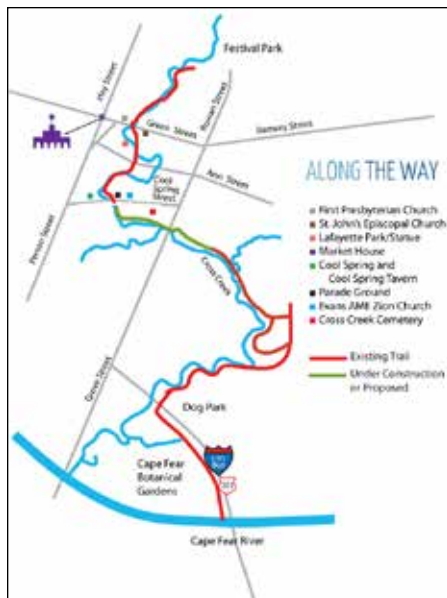 Festival Park
Hay Street
Rowan Street
Green Street
Ramsey Street
Ann Street
Cool
Spring
Street
Person Street
Cross Creek
Grove Street
Dog Park
Cape Fear
Botanical
Gardens
Cape Fear River
ALONG THE WAY
First Presbyterian Church
St. John's Episcopal Church
Lafayette Park/Statue
Market House
Cool Spring and
Cool Spring Tavern
Parade Ground
Evans AME Zion Church
Cross Creek Cemetery
Existing Trail
Under Construction
or Proposed